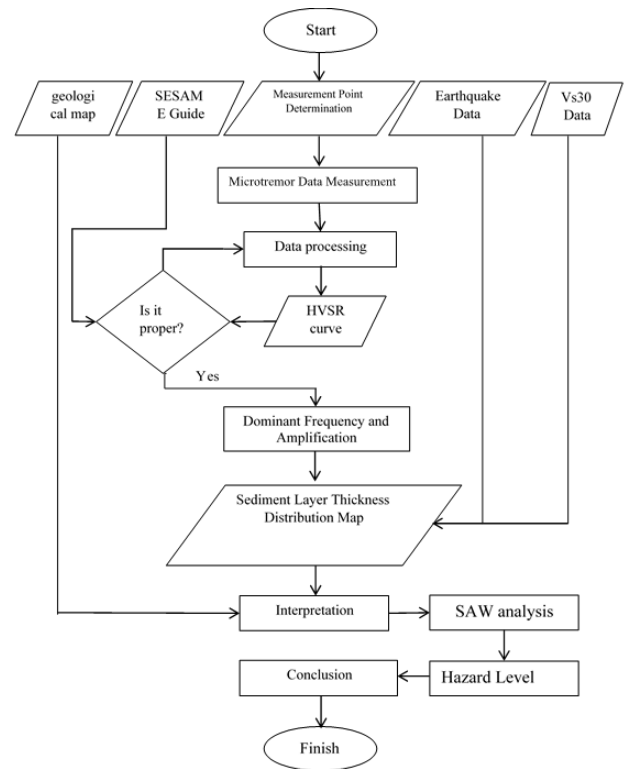 Start
geologi
cal map
SESAM
E Guide
Measurement Point
Determination
Earthquake
Data
Vs30
Data
Microtremor Data Measurement
Data processing
Is it
proper?
HVSR
curve
Yes
Dominant Frequency and
Amplification
Sediment Layer Thickness
Distribution Map
Interpretation
SAW analysis
Conclusion
Hazard Level
Finish